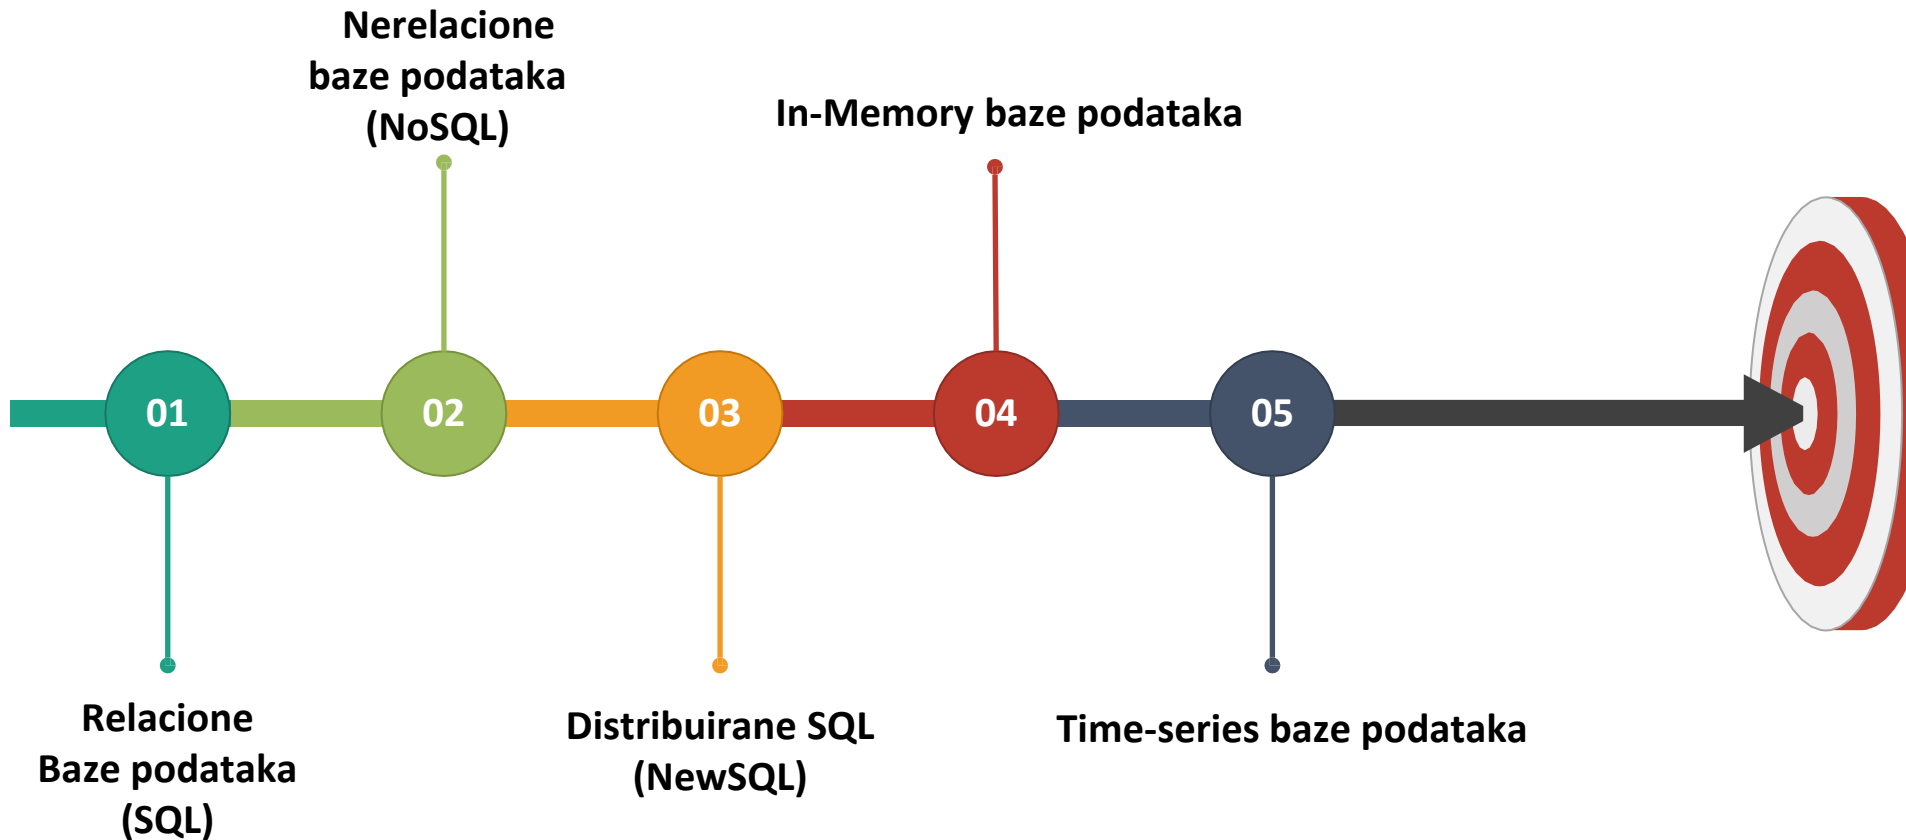 Nerelacione
baze podataka
(NoSQL)
In-Memory baze podataka
01
02
03
04
05
Relacione
Baze podataka
(SQL)
Distribuirane SQL
(NewSQL)
Time-series baze podataka